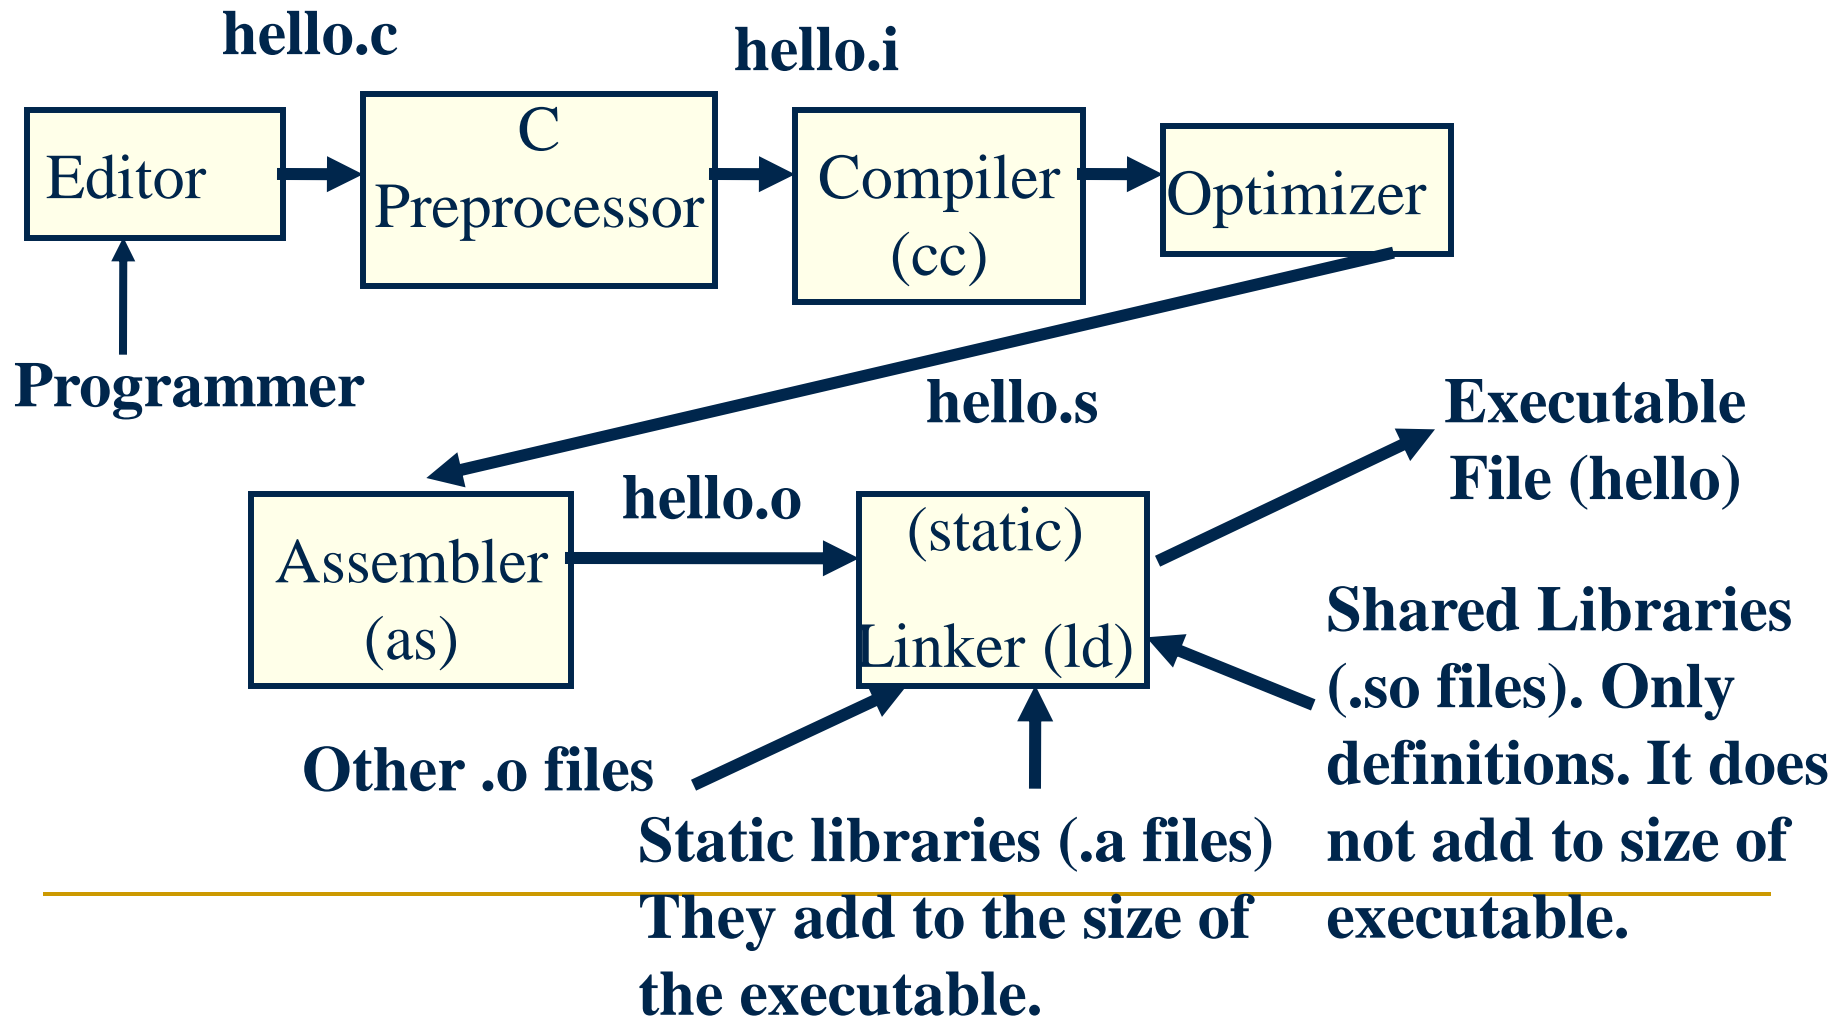 hello.c
hello.i
Editor
C
Preprocessor
Compiler
(cc)
Optimizer
Programmer
hello.s
Executable
File (hello)
hello.o
Assembler
(as)
(static)
Linker (ld)
Other .o files
Static libraries (.a files)
They add to the size of
the executable.
Shared Libraries
(.so files). Only
definitions. It does
not add to size of
executable.